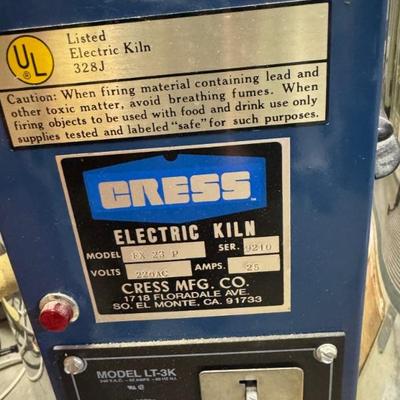 UL
Listed
Electric Kiln
328J
Caution: When firing material containing lead and
other toxic matter, avoid breathing fumes. When
firing objects to be used with food and drink use only
supplies tested and labeled "safe" for such purposes.
CRESS
ELECTRIC KILN
MODEL FX 23 P SER. 9210
VOLTS 220AC AMPS. 25
CRESS MFG. CO.
1718 FLORADALE AVE.
SO. EL MONTE, CA. 91733
MODEL LT-3K